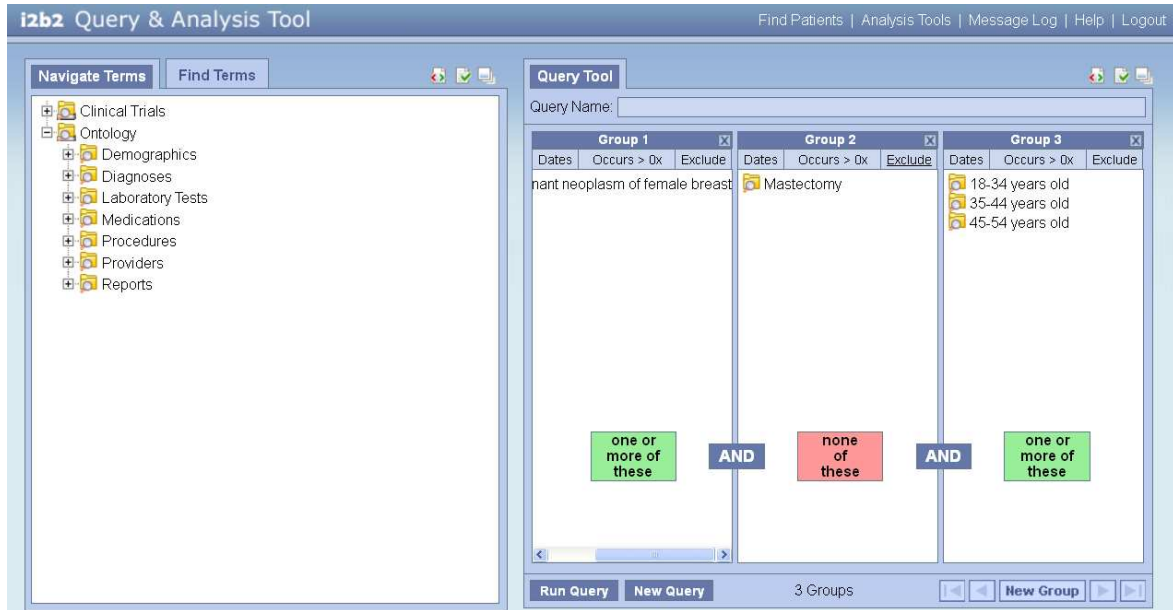 i2b2 Query & Analysis Tool
Find Patients | Analysis Tools | Message Log | Help | Logout
Navigate Terms
Find Terms
Clinical Trials
Ontology
Demographics
Diagnoses
Laboratory Tests
Medications
Procedures
Providers
Reports
Query Tool
Query Name:
Group 1
Dates
Occurs > 0x
Exclude
nant neoplasm of female breast
one or
more of
these
AND
Group 2
Dates
Occurs > 0x
Exclude
Mastectomy
none
of
these
AND
Group 3
Dates
Occurs > 0x
Exclude
18-34 years old
35-44 years old
45-54 years old
one or
more of
these
Run Query
New Query
3 Groups
New Group